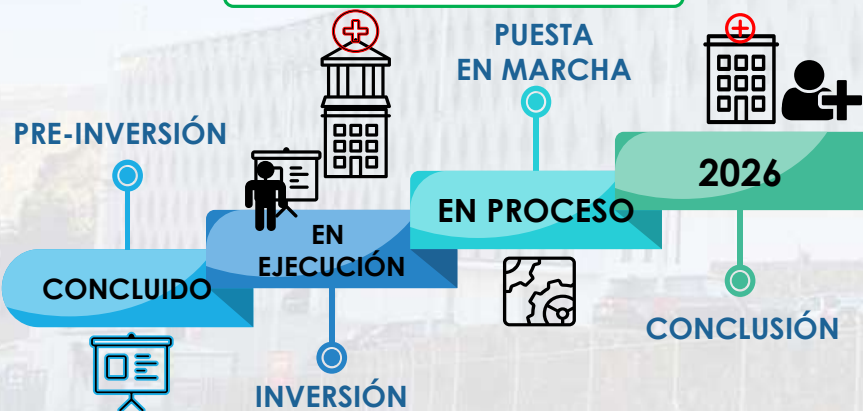 PUESTA
EN MARCHA
PRE-INVERSIÓN
2026
EN PROCESO
EN
EJECUCIÓN
CONCLUIDO
CONCLUSIÓN
INVERSIÓN